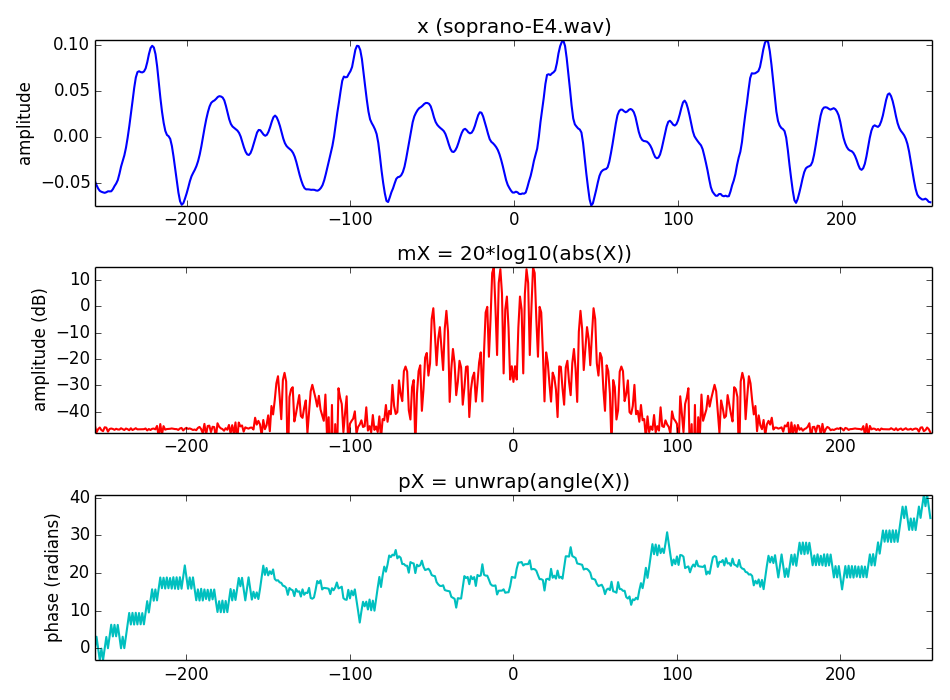 x (soprano-E4.wav)
amplitude
0.10
0.05
0.00
−0.05
−200 −100 0 100 200
mX = 20*log10(abs(X))
amplitude (dB)
10
0
−10
−20
−30
−40
−200 −100 0 100 200
pX = unwrap(angle(X))
phase (radians)
40
30
20
10
0
−200 −100 0 100 200